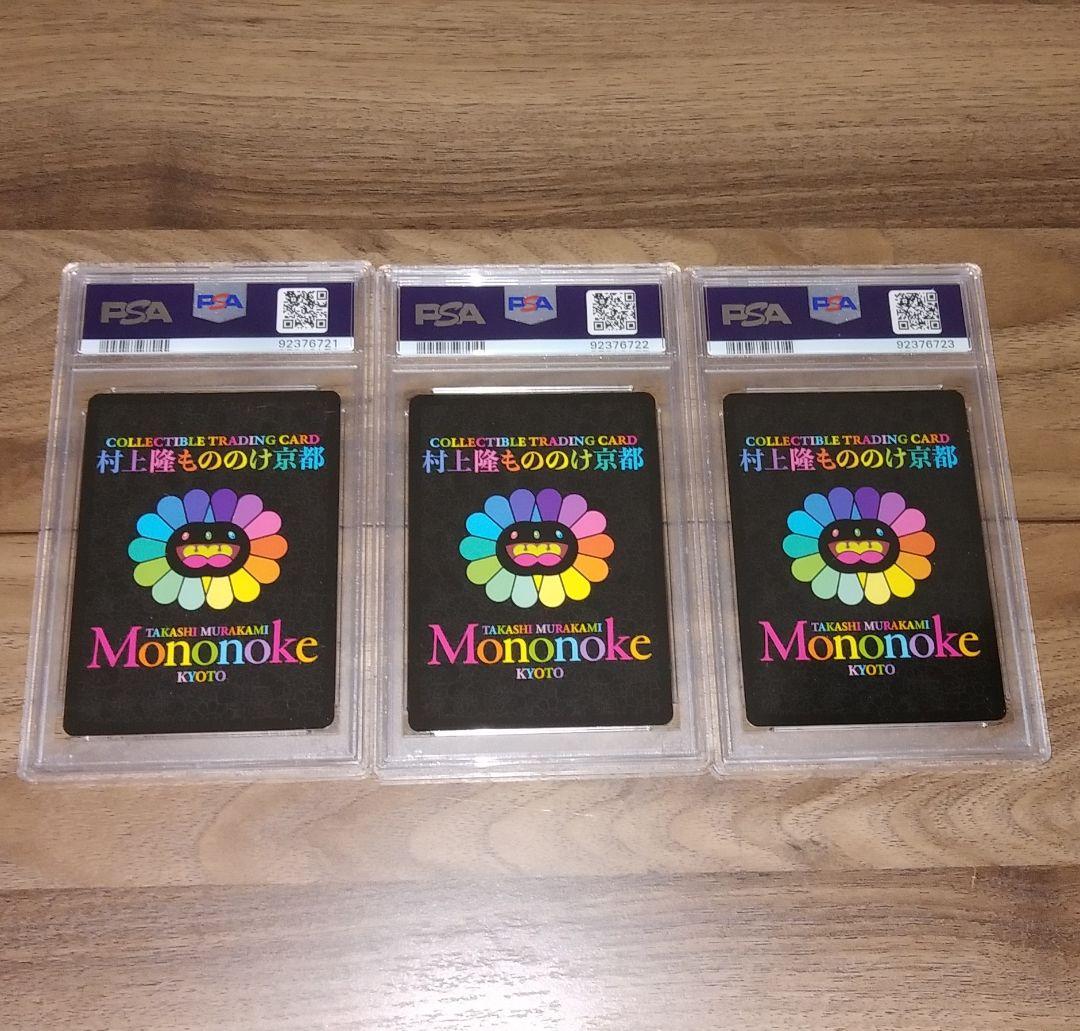 PSA PSA
92376721
COLLECTIBLE TRADING CARD
村上隆もののけ京都
TAKASHI MURAKAMI
Mononoke
KYOTO
PSA PSA
92376722
COLLECTIBLE TRADING CARD
村上隆もののけ京都
TAKASHI MURAKAMI
Mononoke
KYOTO
PSA PSA
92376723
COLLECTIBLE TRADING CARD
村上隆もののけ京都
TAKASHI MURAKAMI
Mononoke
KYOTO